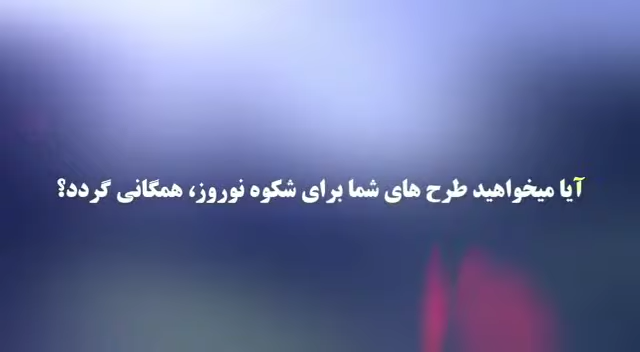 آیا میخواهید طرح های شما برای شکوه نوروز، همگانی گردد؟